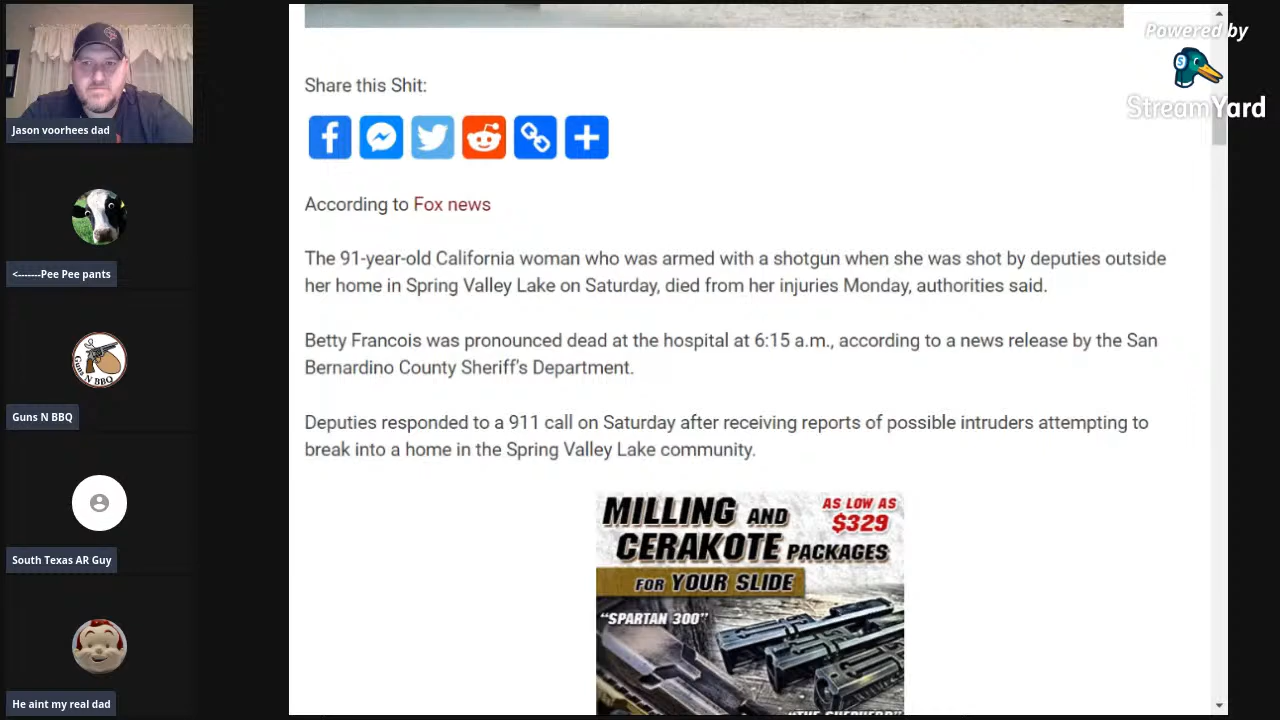 Powered by
StreamYard
Jason voorhees dad
<-------Pee Pee pants
Guns N BBQ
Guns N BBQ
South Texas AR Guy
He aint my real dad
Share this Shit:
According to Fox news
The 91-year-old California woman who was armed with a shotgun when she was shot by deputies outside
her home in Spring Valley Lake on Saturday, died from her injuries Monday, authorities said.
Betty Francois was pronounced dead at the hospital at 6:15 a.m., according to a news release by the San
Bernardino County Sheriff's Department.
Deputies responded to a 911 call on Saturday after receiving reports of possible intruders attempting to
break into a home in the Spring Valley Lake community.
MILLING AND
CERAKOTE PACKAGES
AS LOW AS
$329
FOR YOUR SLIDE
"SPARTAN 300"
"THE SHEPHERD"